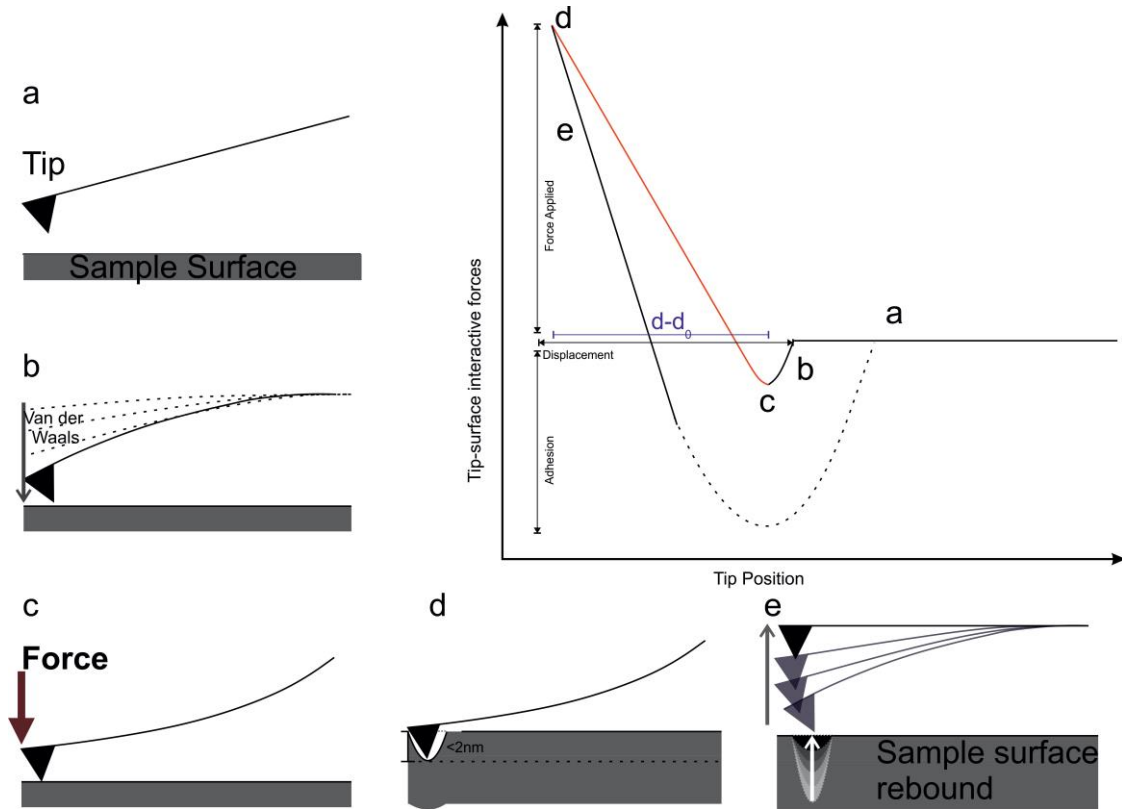 a
Tip
Sample Surface
b
Van der
Waals
c
Force
d
<2nm
e
Sample surface
rebound
d
e
Force Applied
Tip-surface interactive forces
d-d0
Displacement
a
b
c
Adhesion
Tip Position